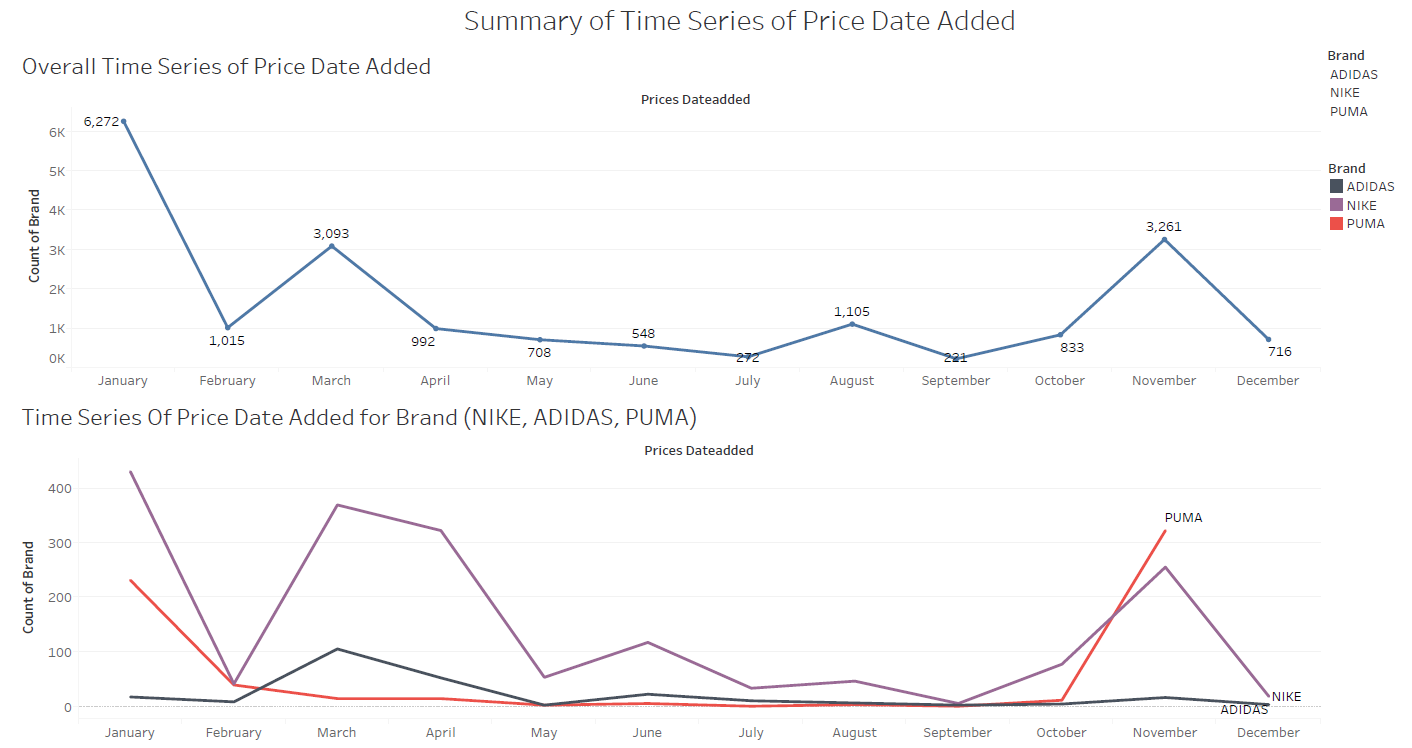 Summary of Time Series of Price Date Added
Overall Time Series of Price Date Added
Prices Dateadded
Count of Brand
6K
5K
4K
3K
2K
1K
0K
6,272
1,015
3,093
992
708
548
272
1,105
221
833
3,261
716
January February March April May June July August September October November December
Brand
ADIDAS
NIKE
PUMA
Brand
ADIDAS
NIKE
PUMA
Time Series Of Price Date Added for Brand (NIKE, ADIDAS, PUMA)
Prices Dateadded
Count of Brand
400
300
200
100
0
PUMA
NIKE
ADIDAS
January February March April May June July August September October November December